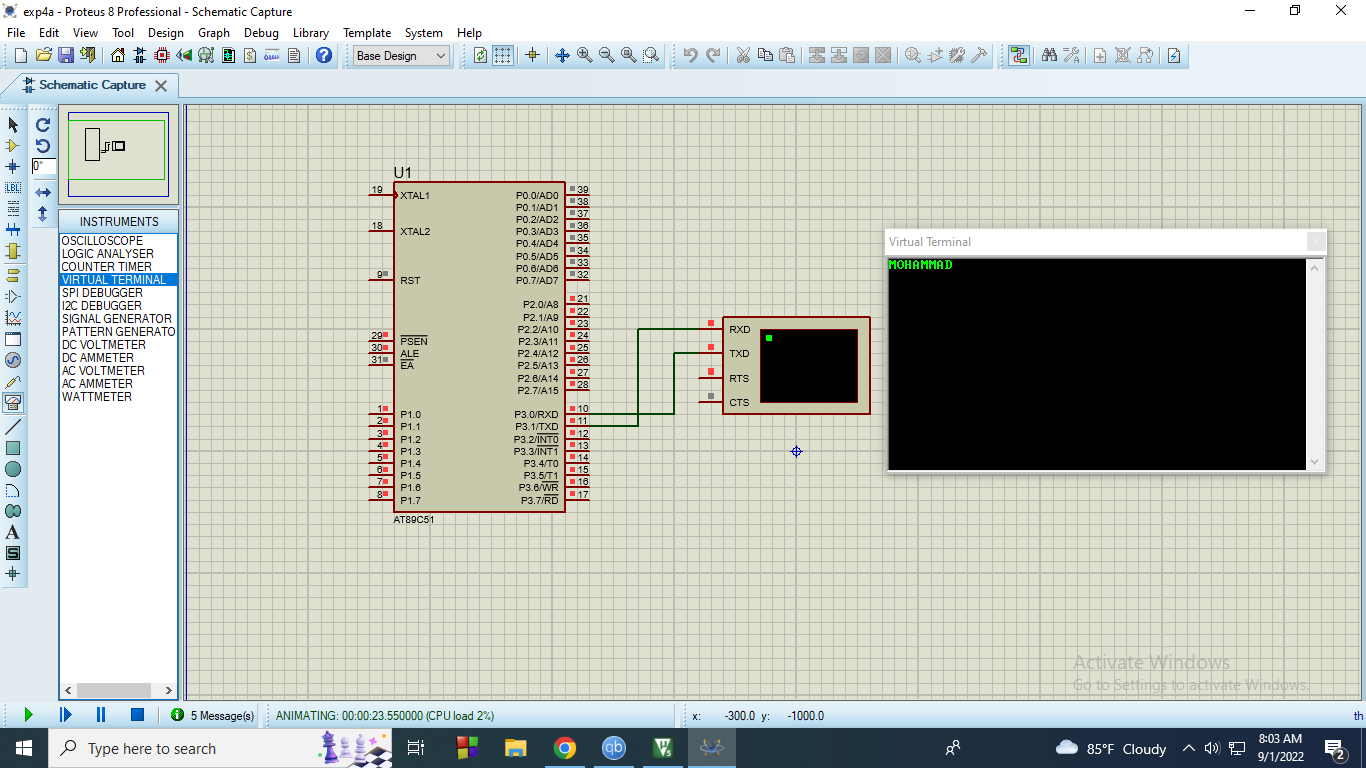 exp4a - Proteus 8 Professional - Schematic Capture
File Edit View Tool Design Graph Debug Library Template System Help
Base Design
Schematic Capture
0°
INSTRUMENTS
OSCILLOSCOPE
LOGIC ANALYSER
COUNTER TIMER
VIRTUAL TERMINAL
SPI DEBUGGER
I2C DEBUGGER
SIGNAL GENERATOR
PATTERN GENERATO
DC VOLTMETER
DC AMMETER
AC VOLTMETER
AC AMMETER
WATTMETER
LBL
A
S
U1
19 XTAL1
18 XTAL2
9 RST
29 PSEN
30 ALE
31 EA
1 P1.0
2 P1.1
3 P1.2
4 P1.3
5 P1.4
6 P1.5
7 P1.6
8 P1.7
P0.0/AD0 39
P0.1/AD1 38
P0.2/AD2 37
P0.3/AD3 36
P0.4/AD4 35
P0.5/AD5 34
P0.6/AD6 33
P0.7/AD7 32
P2.0/A8 21
P2.1/A9 22
P2.2/A10 23
P2.3/A11 24
P2.4/A12 25
P2.5/A13 26
P2.6/A14 27
P2.7/A15 28
P3.0/RXD 10
P3.1/TXD 11
P3.2/INT0 12
P3.3/INT1 13
P3.4/T0 14
P3.5/T1 15
P3.6/WR 16
P3.7/RD 17
AT89C51
RXD
TXD
RTS
CTS
Virtual Terminal
MOHAMMAD
Activate Windows
Go to Settings to activate Windows.
5 Message(s)
ANIMATING: 00:00:23.550000 (CPU load 2%)
x: -300.0 y: -1000.0
th
Type here to search
qb
85°F Cloudy
8:03 AM
9/1/2022
2